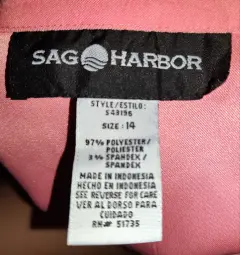 SAG HARBOR
STYLE/ESTILO:
S49196
SIZE: 14
97% POLYESTER/
POLIESTER
3% SPANDEX/
SPANDEX
MADE IN INDONESIA
HECHO EN INDONESIA
SEE REVERSE FOR CARE
VER AL DORSO PARA
CUIDADO
RN# 51735